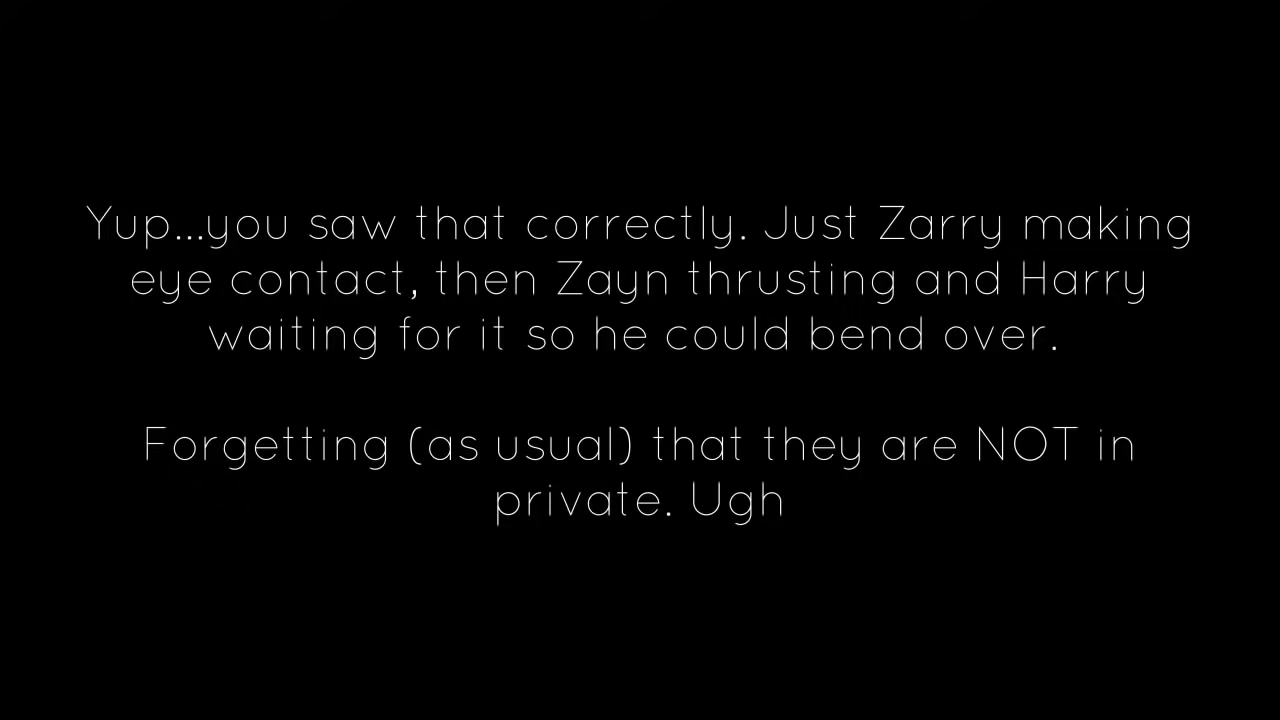 Yup...you saw that correctly. Just Zarry making
eye contact, then Zayn thrusting and Harry
waiting for it so he could bend over.
Forgetting (as usual) that they are NOT in
private. Ugh